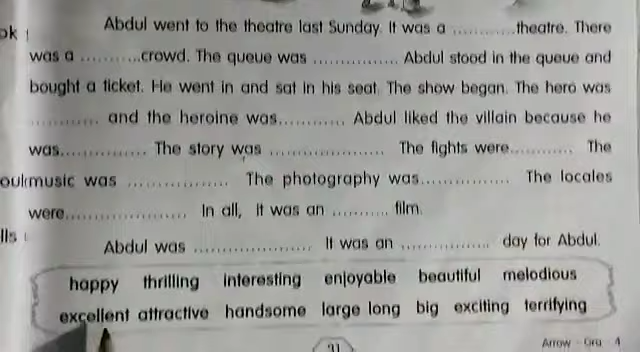 Abdul went to the theatre last Sunday. It was a ............theatre. There
was a ...........crowd. The queue was ............... Abdul stood in the queue and
bought a ticket. He went in and sat in his seat. The show began. The hero was
............ and the heroine was............ Abdul liked the villain because he
was............... The story was .................... The fights were........... The
music was .................. The photography was............... The locales
were..................... In all, it was an .......... film.
Abdul was ..................... It was an ................ day for Abdul.
happy thrilling interesting enjoyable beautiful melodious
excellent attractive handsome large long big exciting terrifying
31
Arrow - Gra - 4